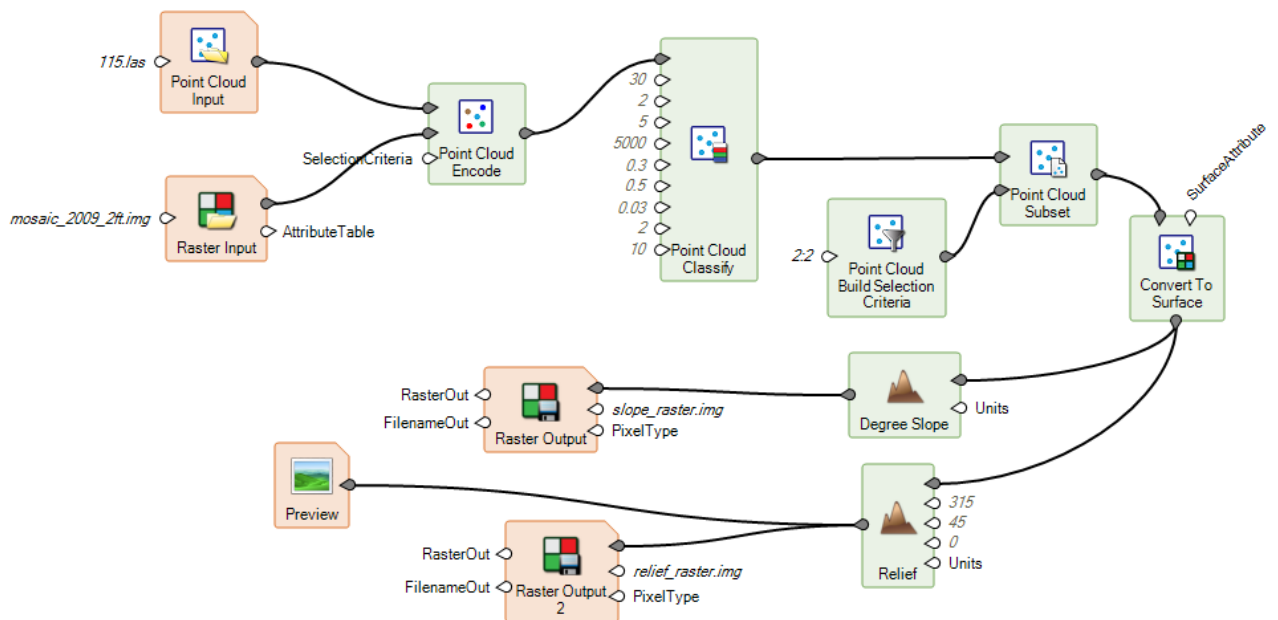 115.las
Point Cloud
Input
SelectionCriteria
Point Cloud
Encode
mosaic_2009_2ft.img
Raster Input
AttributeTable
30
2
5
5000
0.3
0.5
0.03
2
10
Point Cloud
Classify
2:2
Point Cloud
Build Selection
Criteria
Point Cloud
Subset
SurfaceAttribute
Convert To
Surface
RasterOut
FilenameOut
Raster Output
slope_raster.img
PixelType
Degree Slope
Units
Preview
RasterOut
FilenameOut
Raster Output
2
relief_raster.img
PixelType
Relief
315
45
0
Units